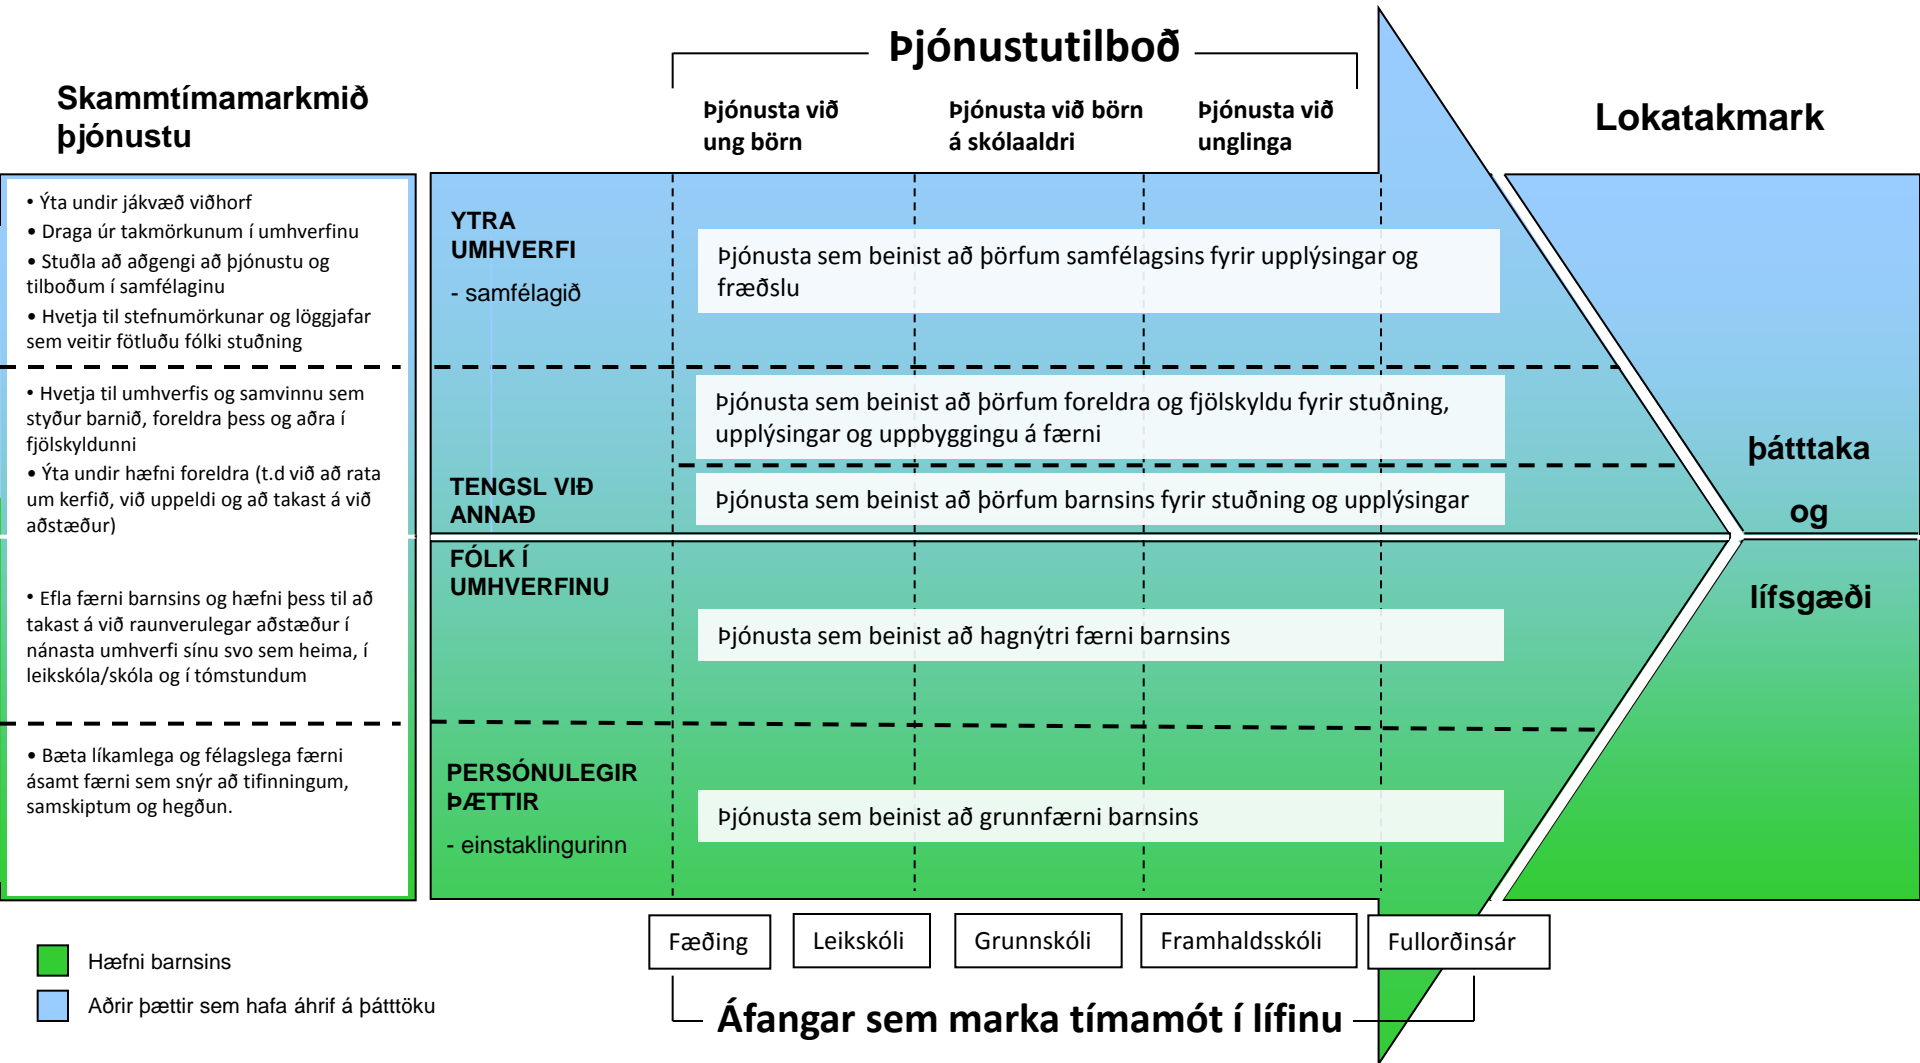 Þjónustutilboð
Skammtímamarkmið
þjónustu
Þjónusta við
ung börn
Þjónusta við börn
á skólaaldri
Þjónusta við
unglinga
Lokatakmark
• Ýta undir jákvæð viðhorf
• Draga úr takmörkunum í umhverfinu
• Stuðla að aðgengi að þjónustu og
tilboðum í samfélaginu
• Hvetja til stefnumörkunar og löggjafar
sem veitir fötluðu fólki stuðning
• Hvetja til umhverfis og samvinnu sem
styður barnið, foreldra þess og aðra í
fjölskyldunni
• Ýta undir hæfni foreldra (t.d við að rata
um kerfið, við uppeldi og að takast á við
aðstæður)
• Efla færni barnsins og hæfni þess til að
takast á við raunverulegar aðstæður í
nánasta umhverfi sínu svo sem heima, í
leikskóla/skóla og í tómstundum
• Bæta líkamlega og félagslega færni
ásamt færni sem snýr að tifinningum,
samskiptum og hegðun.
YTRA
UMHVERFI
- samfélagið
Þjónusta sem beinist að þörfum samfélagsins fyrir upplýsingar og
fræðslu
Þjónusta sem beinist að þörfum foreldra og fjölskyldu fyrir stuðning,
upplýsingar og uppbyggingu á færni
TENGSL VIÐ
ANNAÐ
FÓLK Í
UMHVERFINU
Þjónusta sem beinist að þörfum barnsins fyrir stuðning og upplýsingar
Þjónusta sem beinist að hagnýtri færni barnsins
PERSÓNULEGIR
ÞÆTTIR
- einstaklingurinn
Þjónusta sem beinist að grunnfærni barnsins
þátttaka
og
lífsgæði
Fæðing
Leikskóli
Grunnskóli
Framhaldsskóli
Fullorðinsár
Hæfni barnsins
Aðrir þættir sem hafa áhrif á þátttöku
Áfangar sem marka tímamót í lífinu